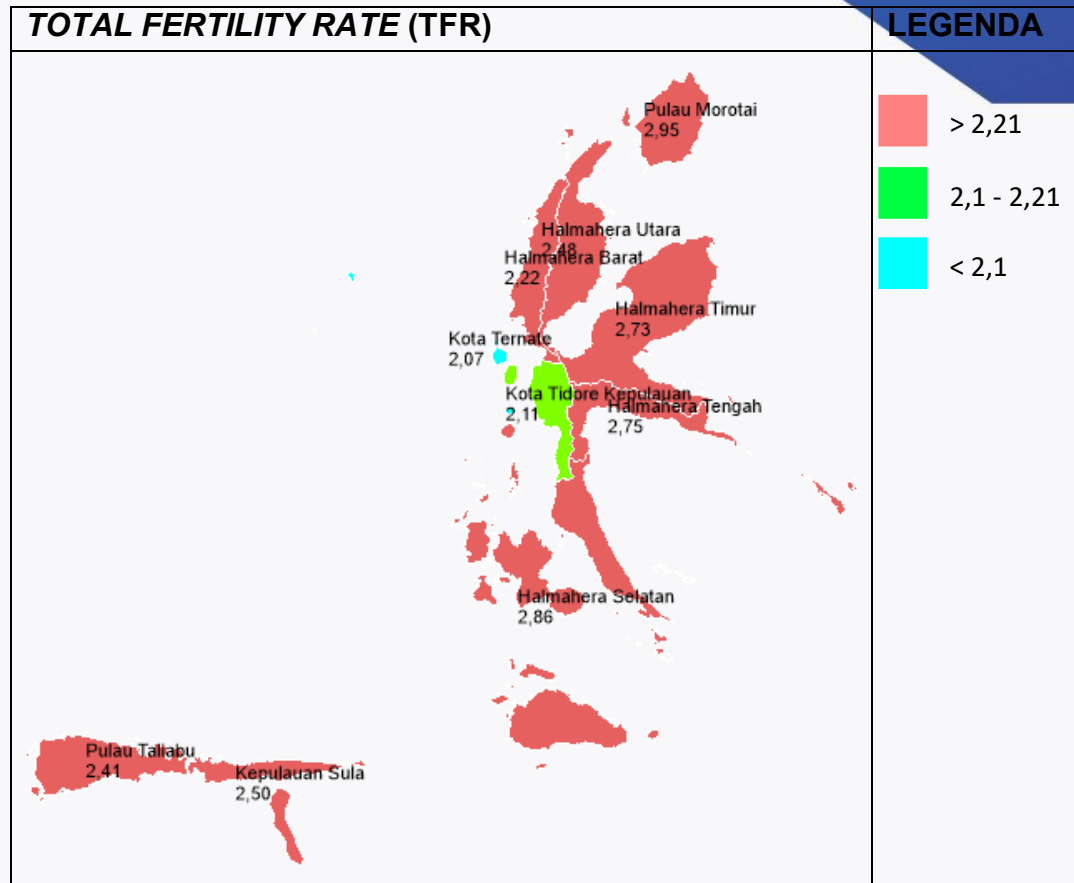 TOTAL FERTILITY RATE (TFR)
LEGENDA
> 2,21
2,1 - 2,21
< 2,1
Pulau Morotai
2,95
Halmahera Utara
2,48
Halmahera Barat
2,22
Halmahera Timur
2,73
Kota Ternate
2,07
Kota Tidore Kepulauan
2,11
Halmahera Tengah
2,75
Halmahera Selatan
2,86
Pulau Taliabu
2,41
Kepulauan Sula
2,50